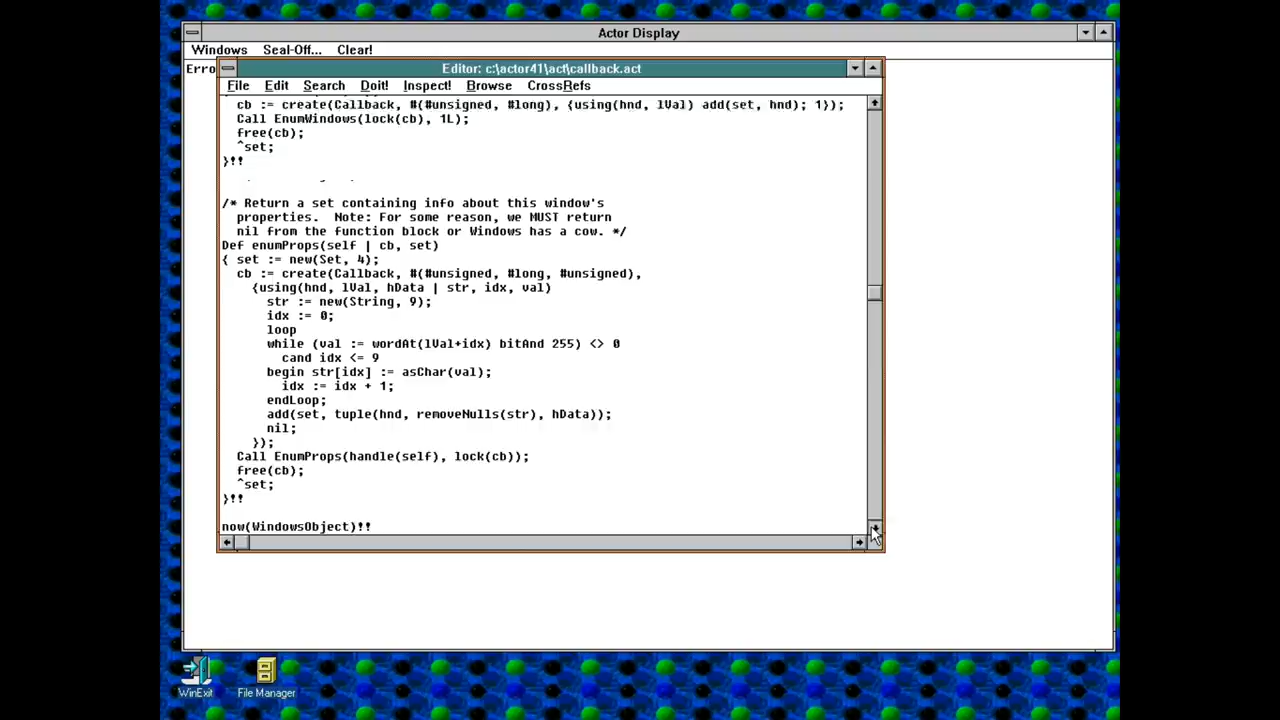 Actor Display
Windows Seal-Off... Clear!
Erro
Editor: c:\actor41\act\callback.act
File Edit Search Doit! Inspect! Browse CrossRefs
cb := create(Callback, #(#unsigned, #long), {using(hnd, lVal) add(set, hnd); 1});
Call EnumWindows(lock(cb), 1L);
free(cb);
^set;
}!!
/* Return a set containing info about this window's
properties. Note: For some reason, we MUST return
nil from the function block or Windows has a cow. */
Def enumProps(self | cb, set)
{ set := new(Set, 4);
cb := create(Callback, #(#unsigned, #long, #unsigned),
{using(hnd, lVal, hData | str, idx, val)
str := new(String, 9);
idx := 0;
loop
while (val := wordAt(lVal+idx) bitAnd 255) <> 0
cand idx <= 9
begin str[idx] := asChar(val);
idx := idx + 1;
endLoop;
add(set, tuple(hnd, removeNulls(str), hData));
nil;
});
Call EnumProps(handle(self), lock(cb));
free(cb);
^set;
}!!
now(WindowsObject)!!
WinExit File Manager